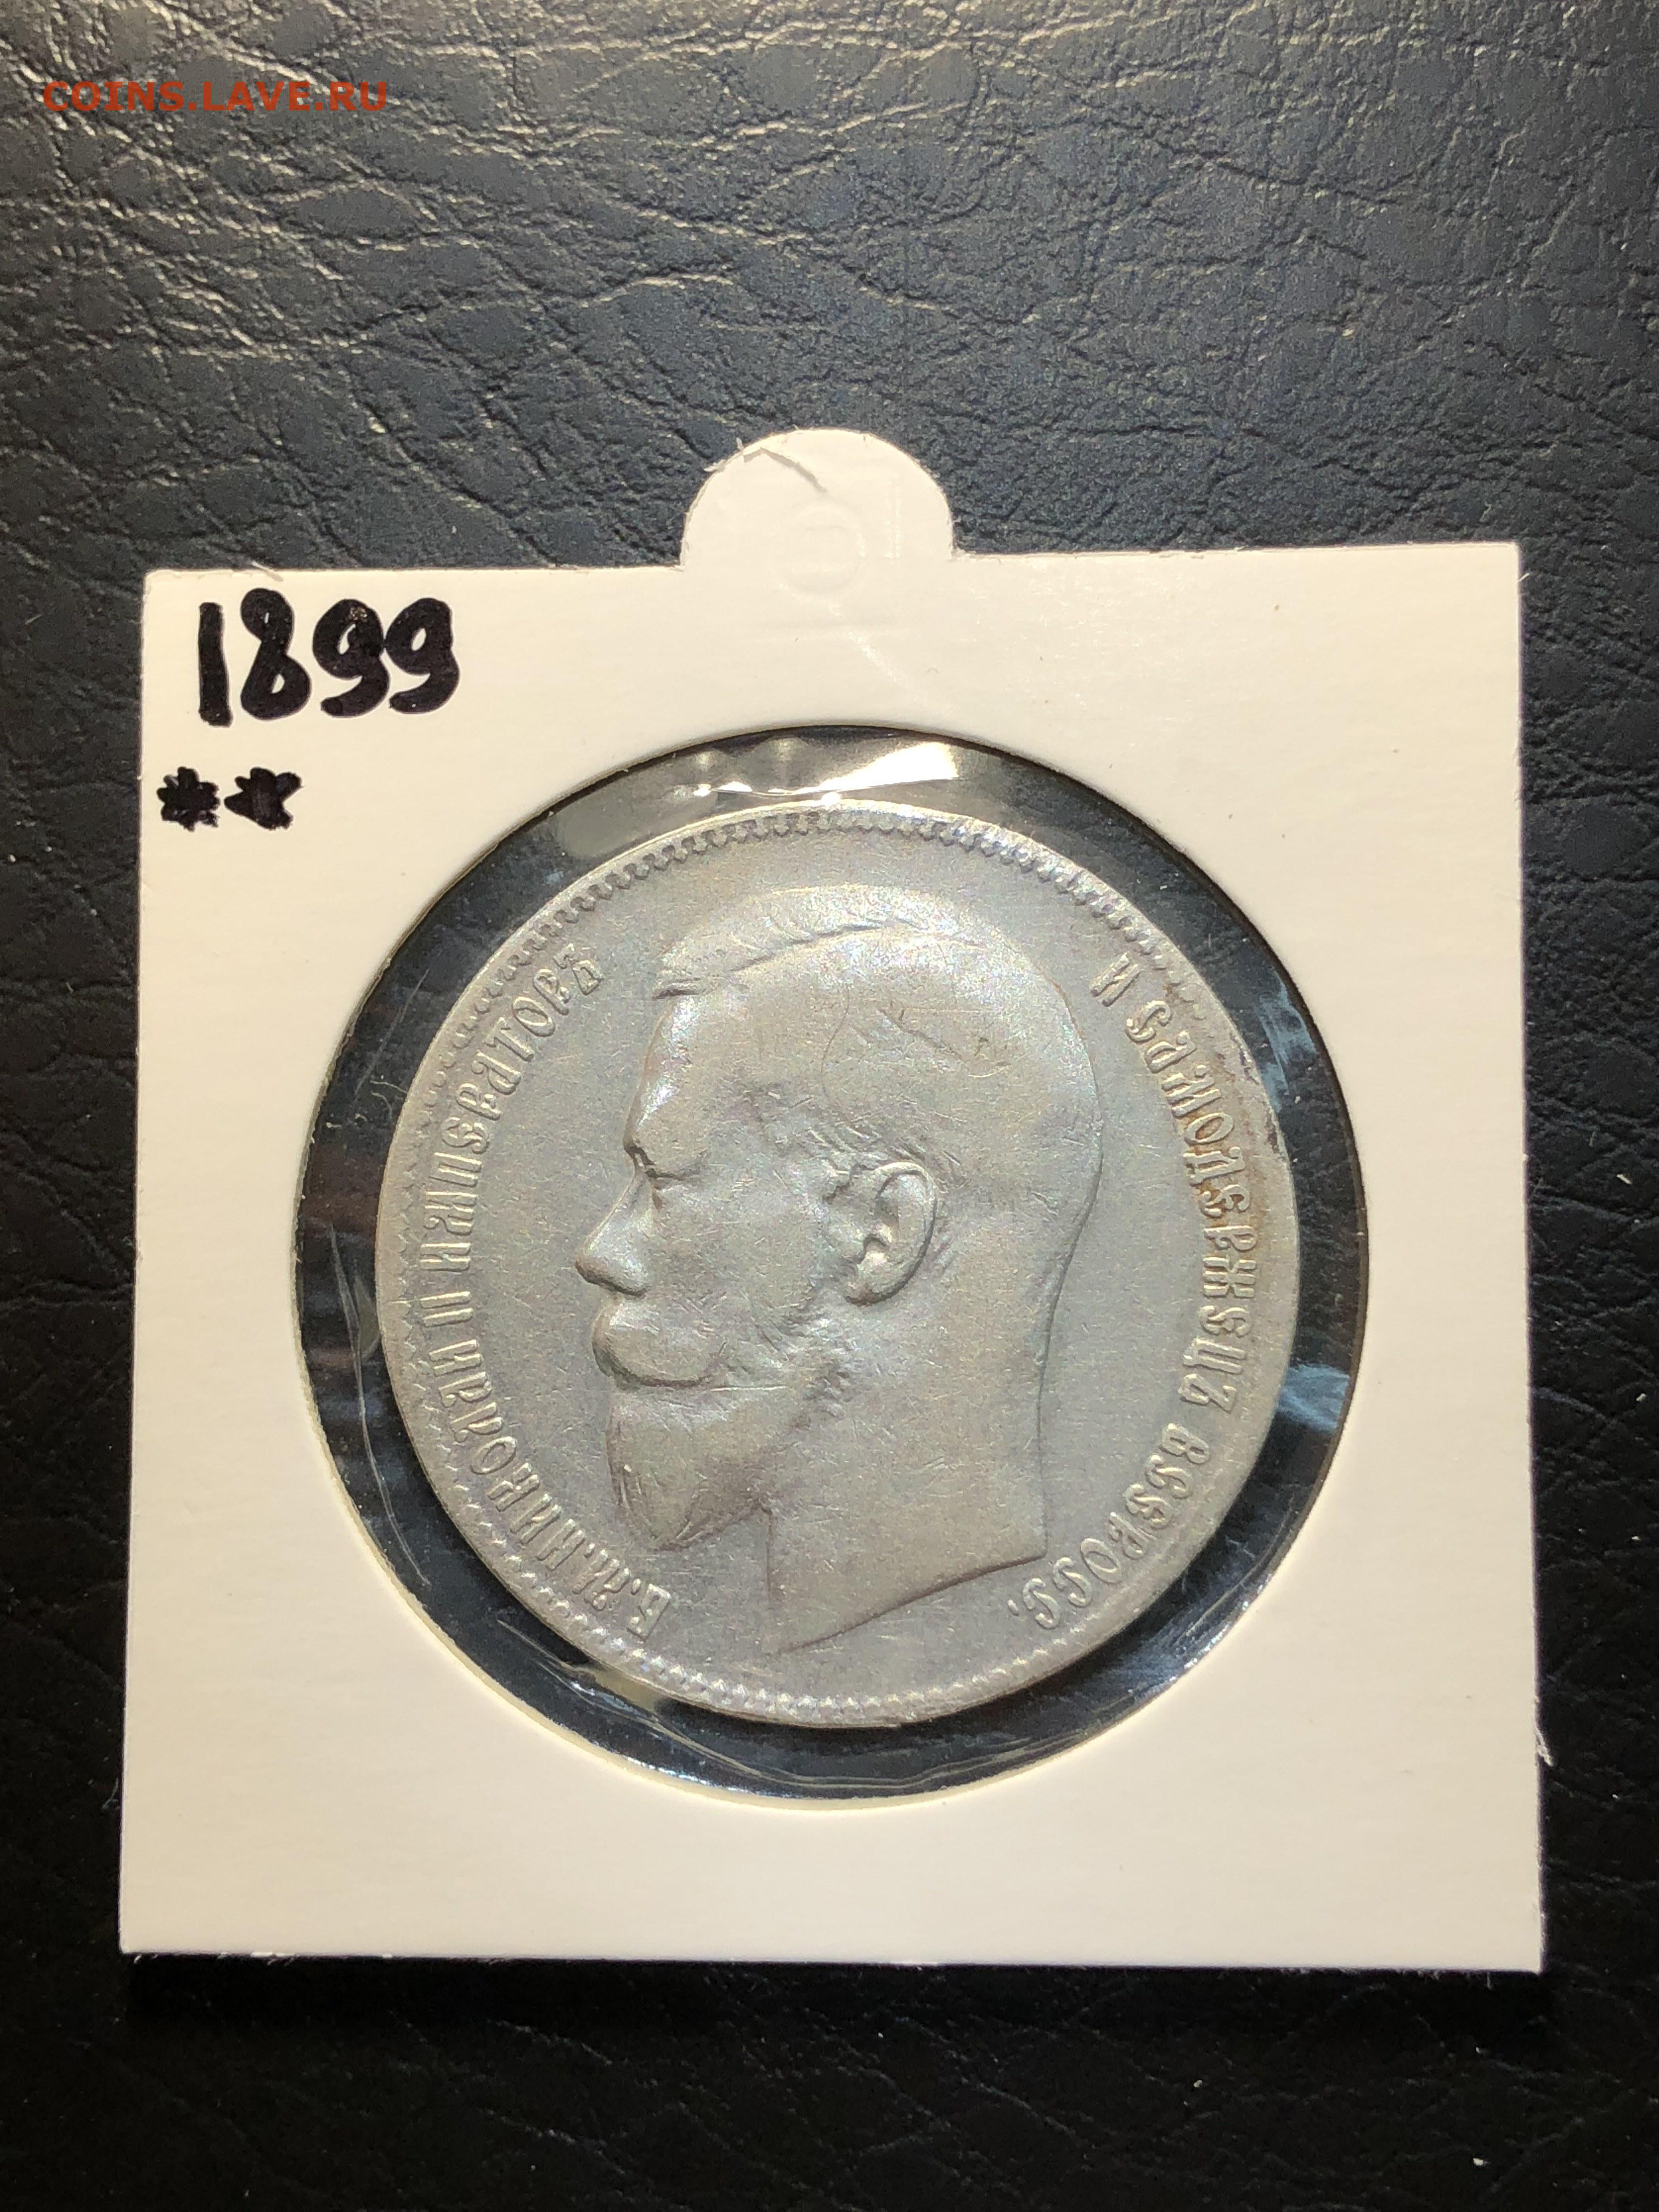 COINS.LAVE.RU
1899
**
Б.М.НИКОЛАЙ II ИМПЕРАТОРЪ
И САМОДЕРЖЕЦЪ ВСЕРОСС.